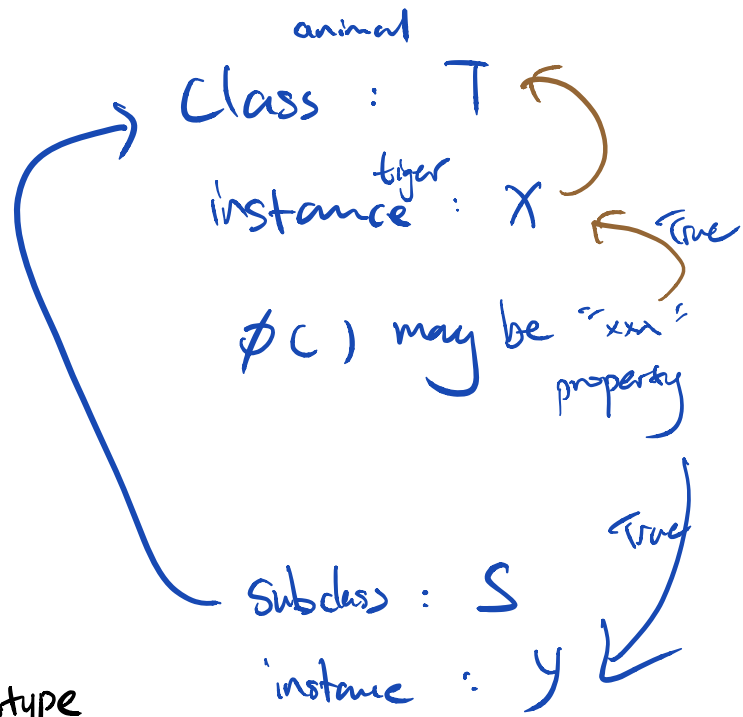 animal
Class : T
tiger
instance : X
True
φ( ) may be "xxx"
property
True
Subclass : S
instance : y
type